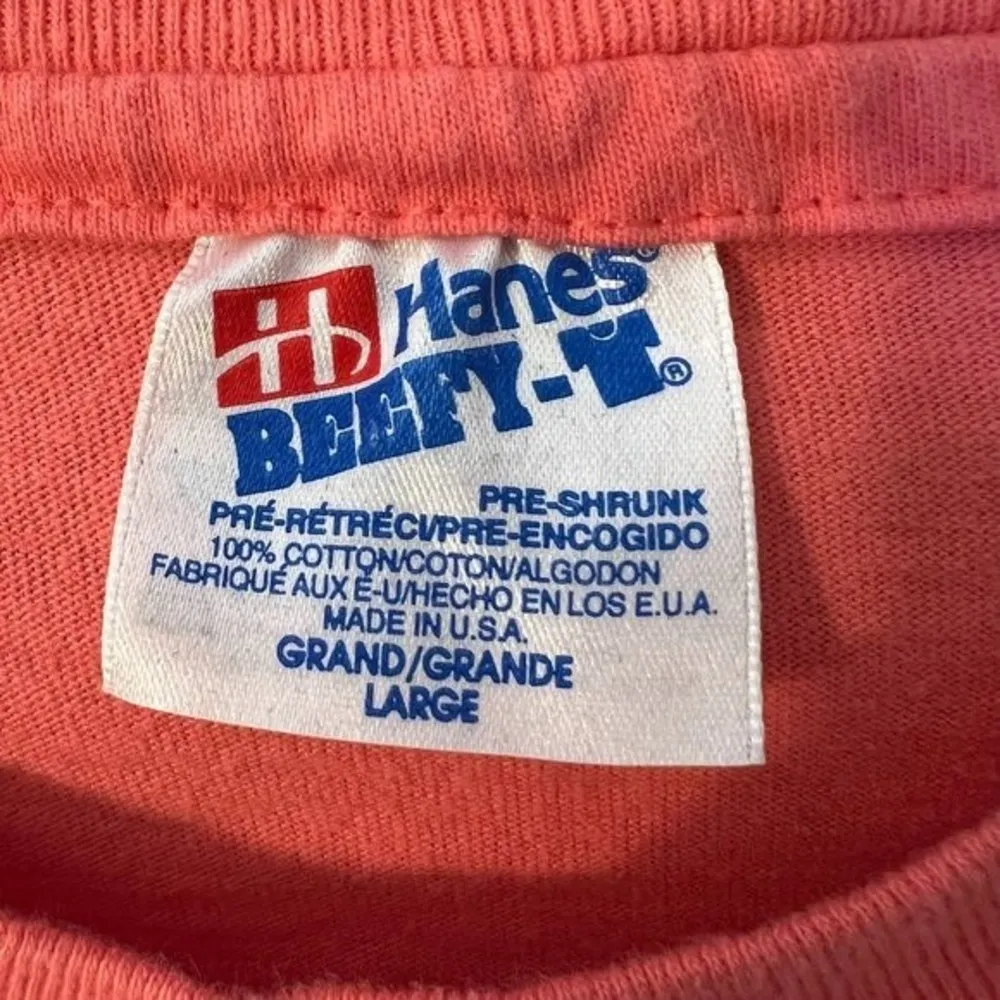 Hanes®
BEEFY-T®
PRE-SHRUNK
PRÉ-RÉTRÉCI/PRE-ENCOGIDO
100% COTTON/COTON/ALGODON
FABRIQUÉ AUX É-U/HECHO EN LOS E.U.A.
MADE IN U.S.A.
GRAND/GRANDE
LARGE